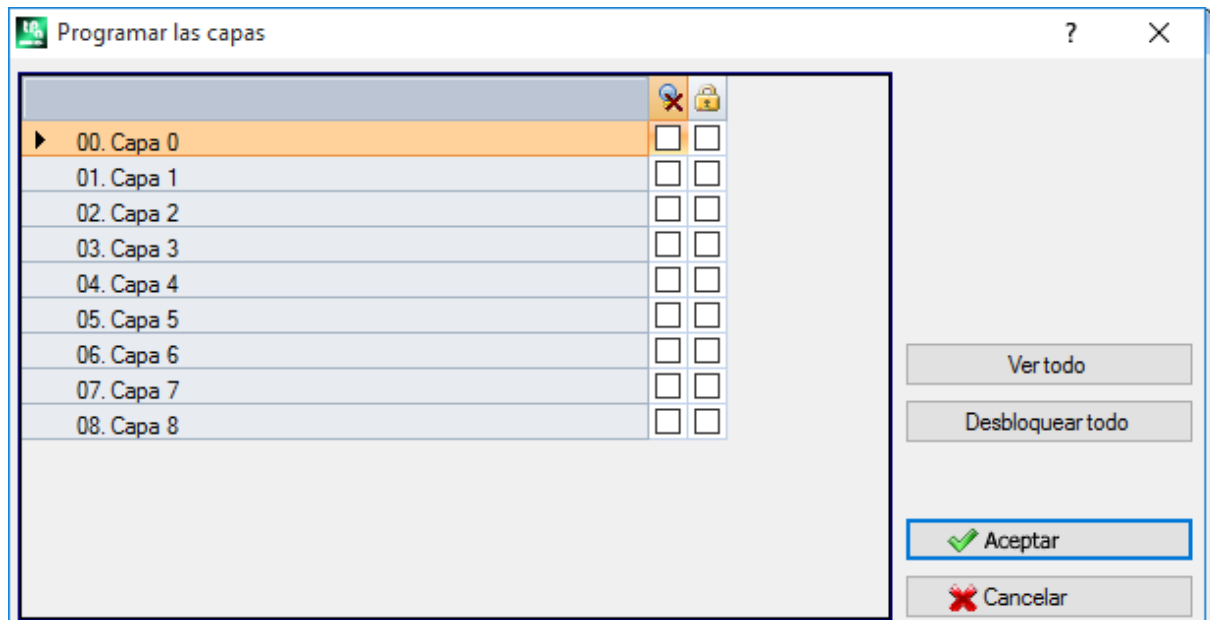 Programar las capas
00. Capa 0
01. Capa 1
02. Capa 2
03. Capa 3
04. Capa 4
05. Capa 5
06. Capa 6
07. Capa 7
08. Capa 8
Ver todo
Desbloquear todo
Aceptar
Cancelar